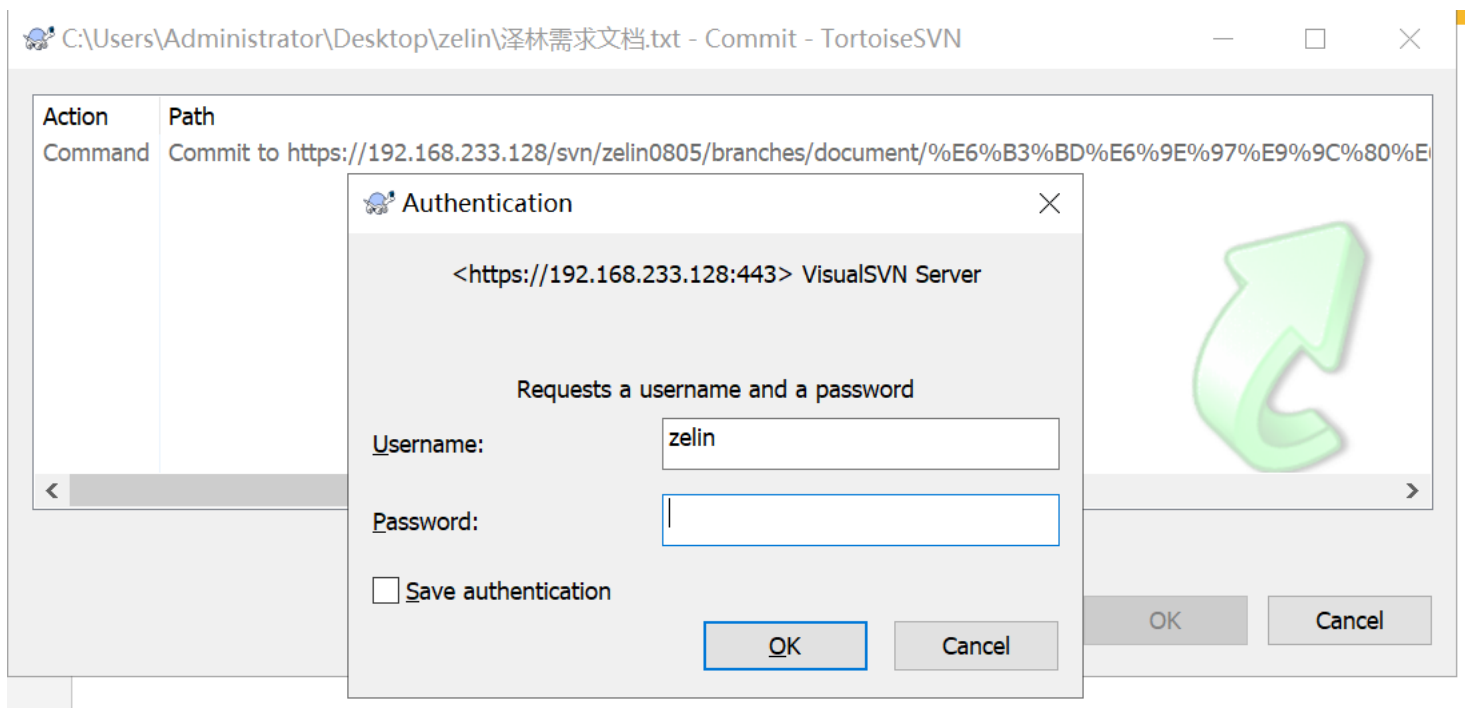 C:\Users\Administrator\Desktop\zelin\泽林需求文档.txt - Commit - TortoiseSVN
Action Path
Command Commit to https://192.168.233.128/svn/zelin0805/branches/document/%E6%B3%BD%E6%9E%97%E9%9C%80%E
Authentication
<https://192.168.233.128:443> VisualSVN Server
Requests a username and a password
Username: zelin
Password:
Save authentication
OK Cancel
OK Cancel